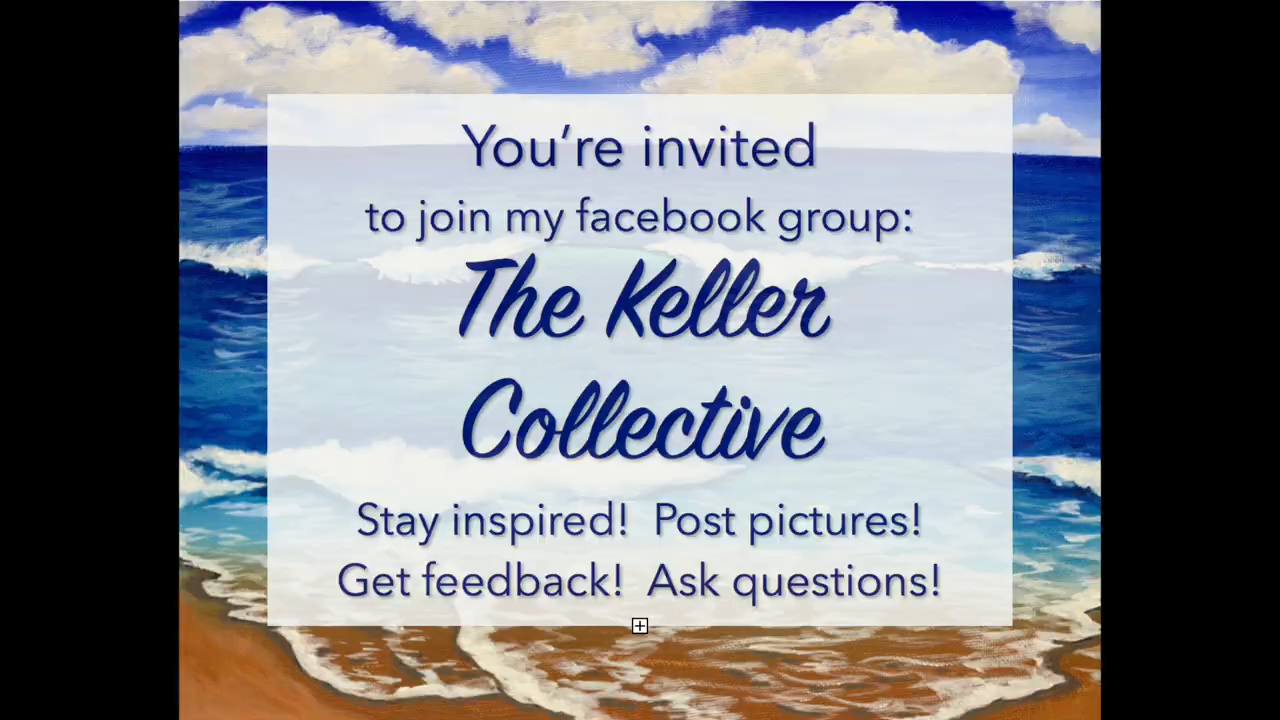 You're invited
to join my facebook group:
The Keller
Collective
Stay inspired! Post pictures!
Get feedback! Ask questions!